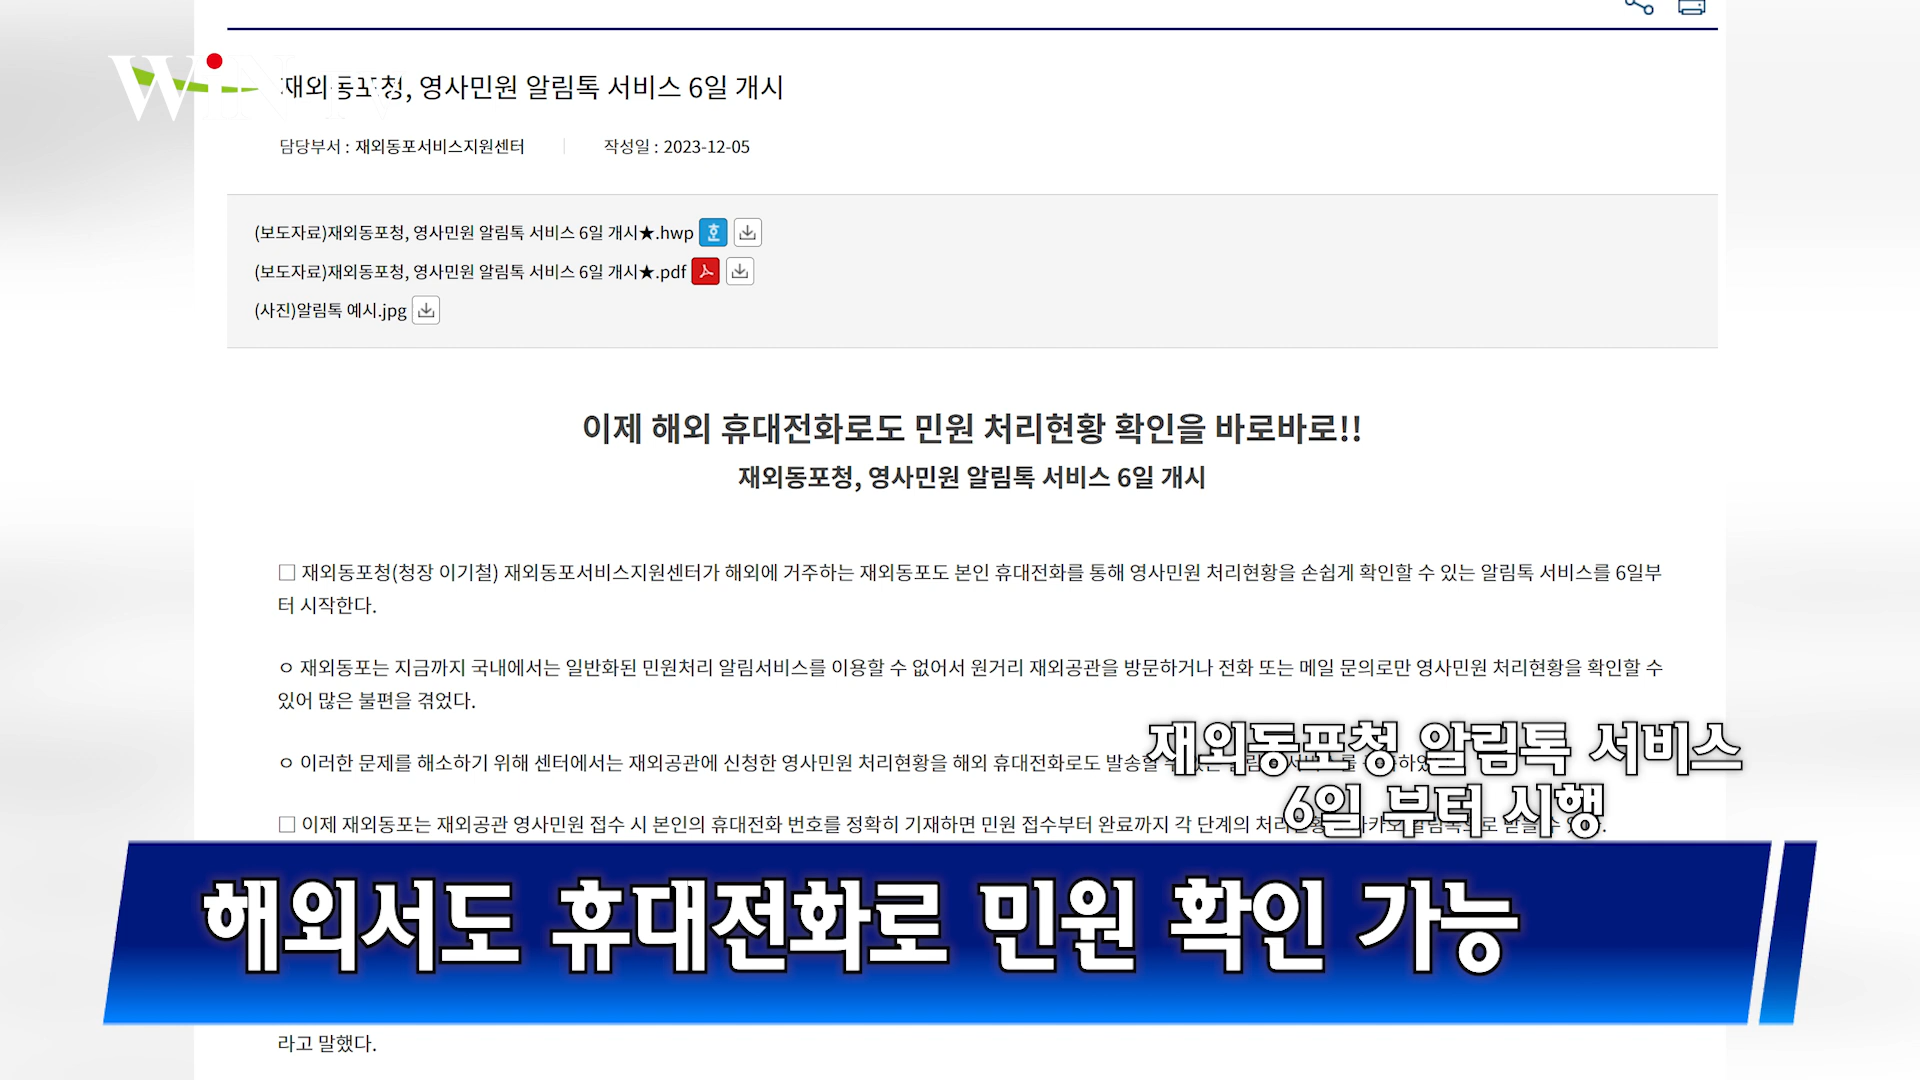 WiN
재외동포청, 영사민원 알림톡 서비스 6일 개시
담당부서 : 재외동포서비스지원센터 작성일 : 2023-12-05
(보도자료)재외동포청, 영사민원 알림톡 서비스 6일 개시★.hwp
(보도자료)재외동포청, 영사민원 알림톡 서비스 6일 개시★.pdf
(사진)알림톡 예시.jpg
이제 해외 휴대전화로도 민원 처리현황 확인을 바로바로!!
재외동포청, 영사민원 알림톡 서비스 6일 개시
□ 재외동포청(청장 이기철) 재외동포서비스지원센터가 해외에 거주하는 재외동포도 본인 휴대전화를 통해 영사민원 처리현황을 손쉽게 확인할 수 있는 알림톡 서비스를 6일부
터 시작한다.
ㅇ 재외동포는 지금까지 국내에서는 일반화된 민원처리 알림서비스를 이용할 수 없어서 원거리 재외공관을 방문하거나 전화 또는 메일 문의로만 영사민원 처리현황을 확인할 수
있어 많은 불편을 겪었다.
재외동포청 알림톡 서비스
ㅇ 이러한 문제를 해소하기 위해 센터에서는 재외공관에 신청한 영사민원 처리현황을 해외 휴대전화로도
6일 부터 시행
□ 이제 재외동포는 재외공관 영사민원 접수 시 본인의 휴대전화 번호를 정확히 기재하면 민원 접수부터 완료까지 각 단계의
해외서도 휴대전화로 민원 확인 가능
라고 말했다.